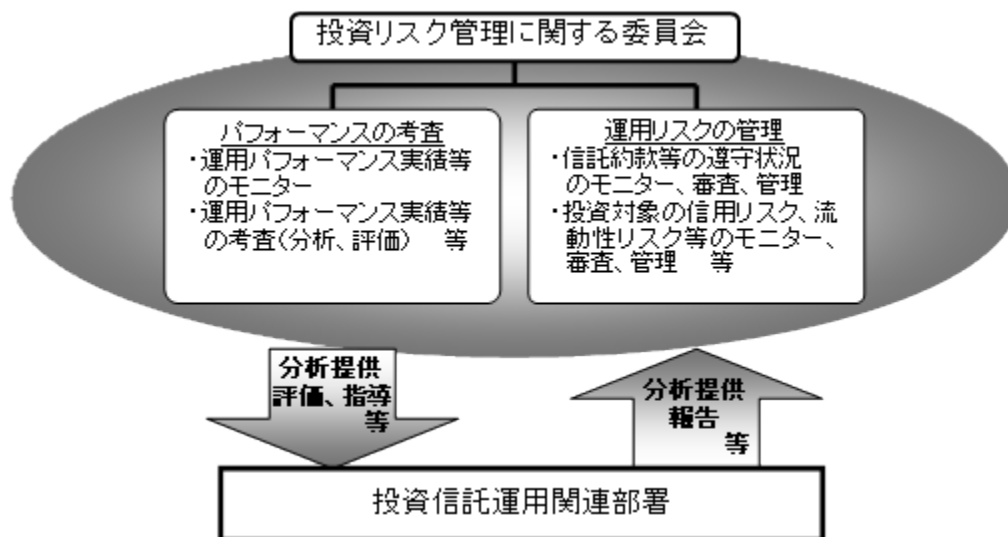 投資リスク管理に関する委員会
パフォーマンスの考査
・運用パフォーマンス実績等
のモニター
・運用パフォーマンス実績等
の考査(分析、評価) 等
運用リスクの管理
・信託約款等の遵守状況
のモニター、審査、管理
・投資対象の信用リスク、流
動性リスク等のモニター、
審査、管理 等
分析提供
評価、指導
等
分析提供
報告
等
投資信託運用関連部署